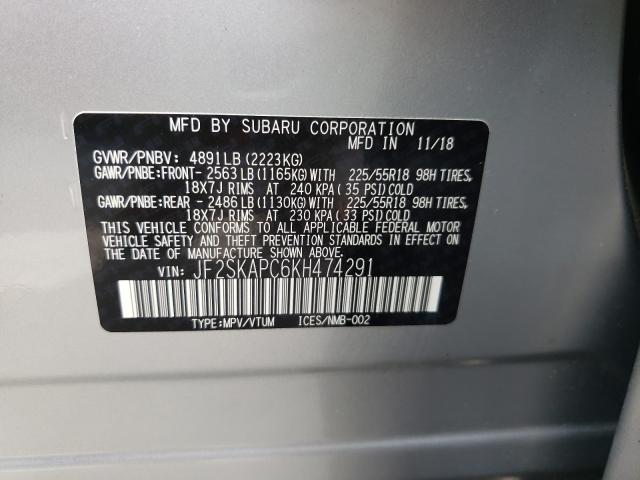 MFD BY SUBARU CORPORATION
MFD IN 11/18
GVWR/PNBV: 4891LB (2223KG)
GAWR/PNBE:FRONT- 2563 LB (1165KG) WITH 225/55R18 98H TIRES,
18X7J RIMS AT 240 KPA (35 PSI) COLD
GAWR/PNBE:REAR - 2486 LB (1130KG) WITH 225/55R18 98H TIRES,
18X7J RIMS AT 230 KPA (33 PSI) COLD
THIS VEHICLE CONFORMS TO ALL APPLICABLE FEDERAL MOTOR
VEHICLE SAFETY AND THEFT PREVENTION STANDARDS IN EFFECT ON
THE DATE OF MANUFACTURE SHOWN ABOVE.
VIN: JF2SKAPC6KH474291
TYPE:MPV/VTUM ICES/NMB-002